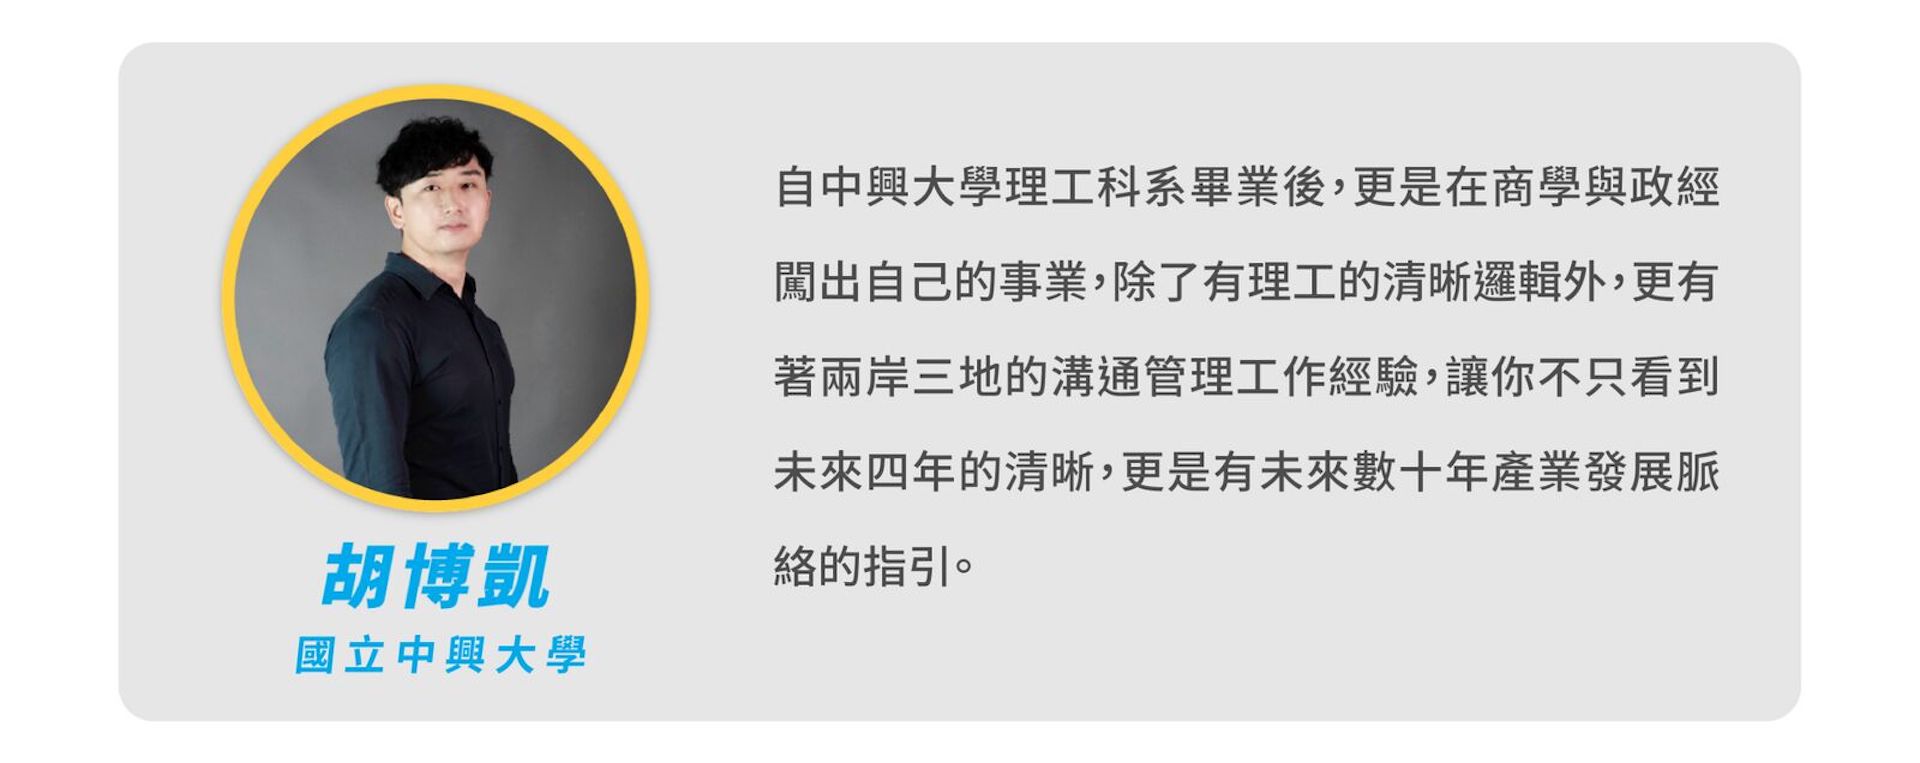 自中興大學理工科系畢業後，更是在商學與政經
闖出自己的事業，除了有理工的清晰邏輯外，更有
著兩岸三地的溝通管理工作經驗，讓你不只看到
未來四年的清晰，更是有未來數十年產業發展脈
絡的指引。
胡博凱
國立中興大學